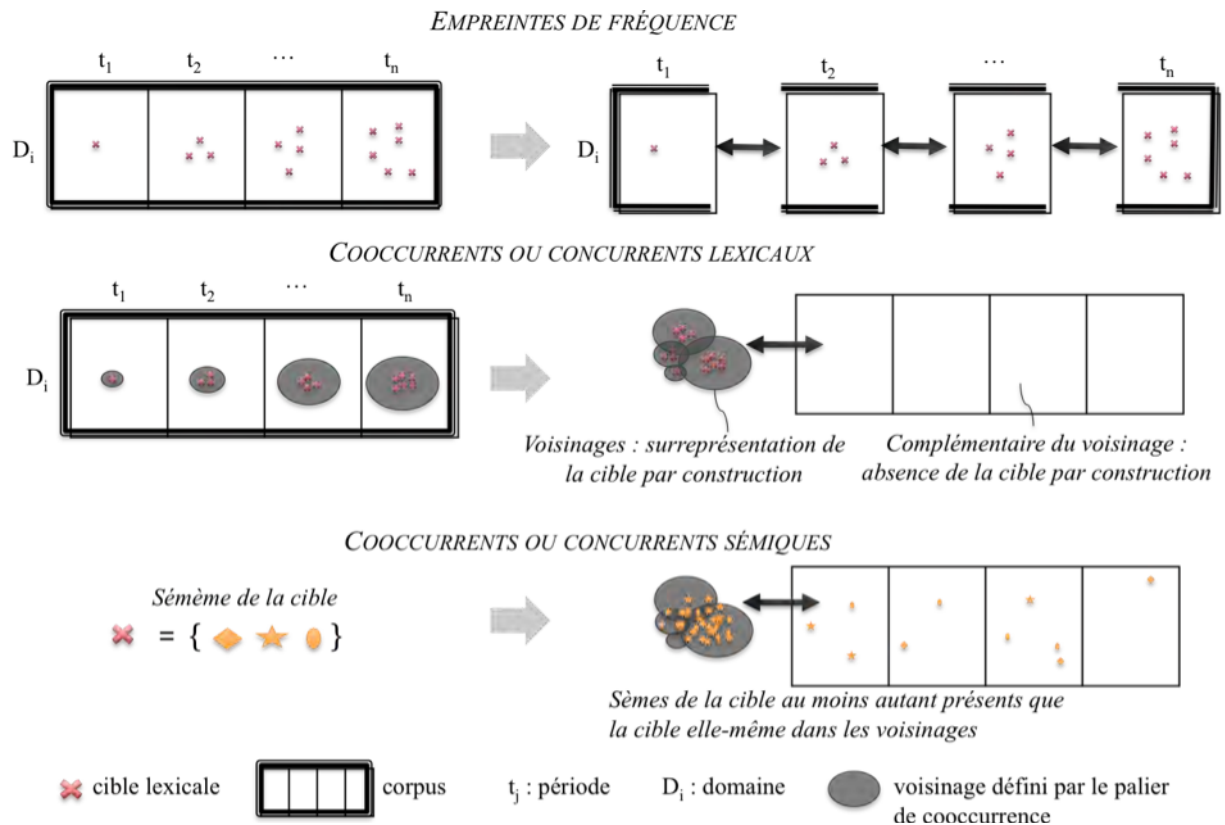 EMPREINTES DE FRÉQUENCE
t1 t2 ... tn
t1 t2 ... tn
Di
Di
COOCCURRENTS OU CONCURRENTS LEXICAUX
t1 t2 ... tn
Di
Voisinages : surreprésentation de
la cible par construction
Complémentaire du voisinage :
absence de la cible par construction
COOCCURRENTS OU CONCURRENTS SÉMIQUES
Sémème de la cible
= { }
Sèmes de la cible au moins autant présents que
la cible elle-même dans les voisinages
cible lexicale
corpus
tj : période
Di : domaine
voisinage défini par le palier
de cooccurrence